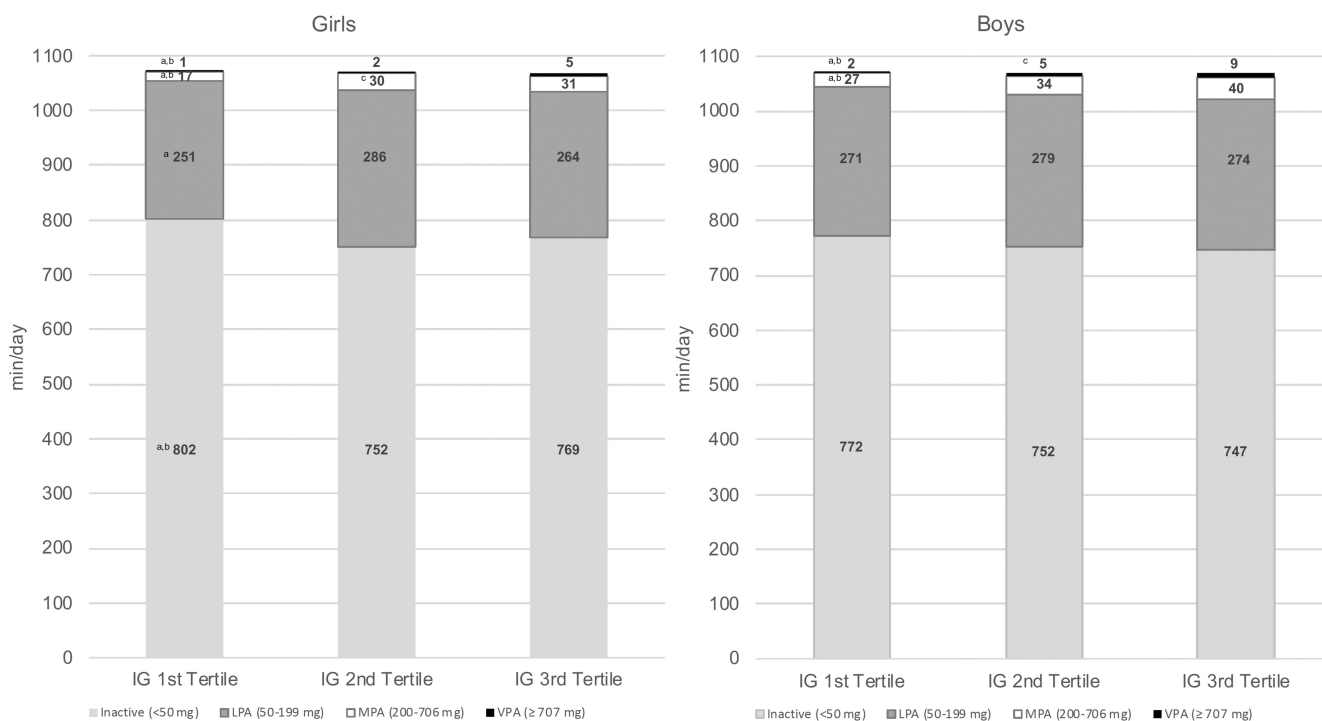 Girls
1100
1000
900
800
700
600
500
400
300
200
100
0
min/day
a,b 1
a,b 17
a 251
a,b 802
2
c 30
286
752
5
31
264
769
IG 1st Tertile IG 2nd Tertile IG 3rd Tertile
Inactive (<50 mg) LPA (50-199 mg) MPA (200-706 mg) VPA (≥ 707 mg)
Boys
1100
1000
900
800
700
600
500
400
300
200
100
0
min/day
a,b 2
a,b 27
271
772
c 5
34
279
752
9
40
274
747
IG 1st Tertile IG 2nd Tertile IG 3rd Tertile
Inactive (<50 mg) LPA (50-199 mg) MPA (200-706 mg) VPA (≥ 707 mg)